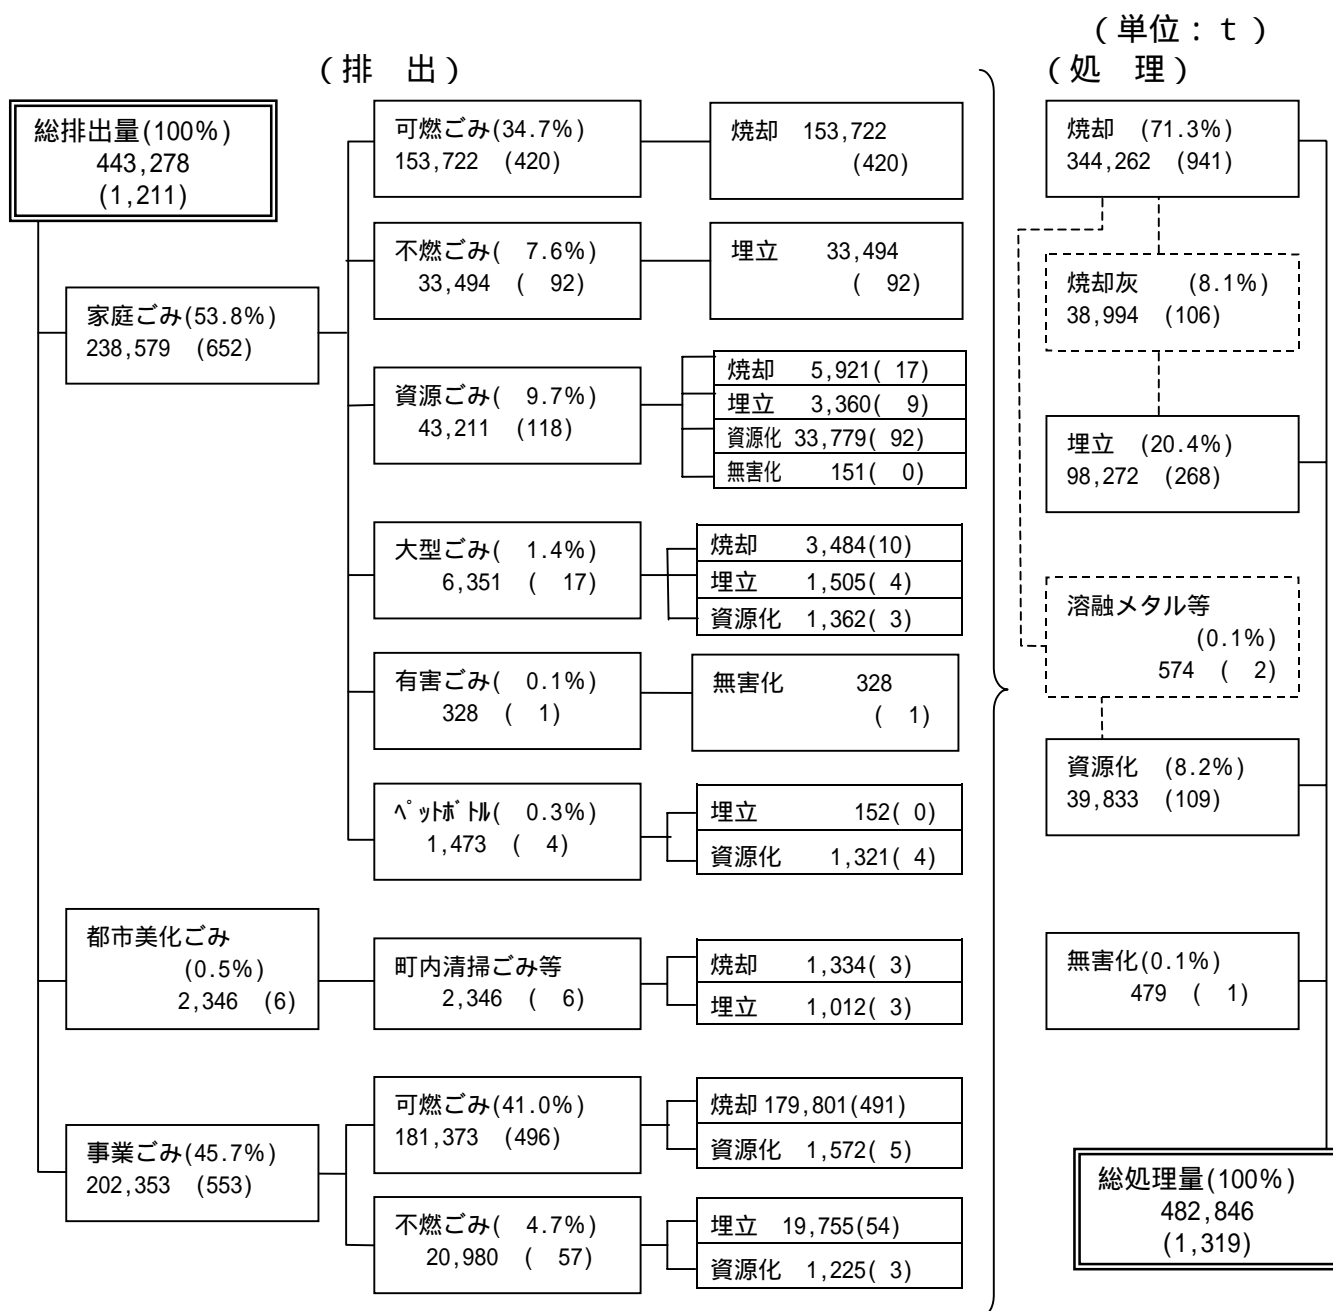 (単位：t)
(排　出)
(処　理)
総排出量(100%)
443,278
(1,211)
家庭ごみ(53.8%)
238,579 (652)
可燃ごみ(34.7%)
153,722 (420)
焼却 153,722
(420)
不燃ごみ( 7.6%)
33,494 ( 92)
埋立 33,494
( 92)
資源ごみ( 9.7%)
43,211 (118)
焼却 5,921( 17)
埋立 3,360( 9)
資源化 33,779( 92)
無害化 151( 0)
大型ごみ( 1.4%)
6,351 ( 17)
焼却 3,484(10)
埋立 1,505( 4)
資源化 1,362( 3)
有害ごみ( 0.1%)
328 ( 1)
無害化 328
( 1)
ﾍﾟｯﾄﾎﾞﾄﾙ( 0.3%)
1,473 ( 4)
埋立 152( 0)
資源化 1,321( 4)
都市美化ごみ
(0.5%)
2,346 (6)
町内清掃ごみ等
2,346 ( 6)
焼却 1,334( 3)
埋立 1,012( 3)
事業ごみ(45.7%)
202,353 (553)
可燃ごみ(41.0%)
181,373 (496)
焼却 179,801(491)
資源化 1,572( 5)
不燃ごみ( 4.7%)
20,980 ( 57)
埋立 19,755(54)
資源化 1,225( 3)
焼却 (71.3%)
344,262 (941)
焼却灰 (8.1%)
38,994 (106)
埋立 (20.4%)
98,272 (268)
溶融メタル等
(0.1%)
574 ( 2)
資源化 (8.2%)
39,833 (109)
無害化(0.1%)
479 ( 1)
総処理量(100%)
482,846
(1,319)